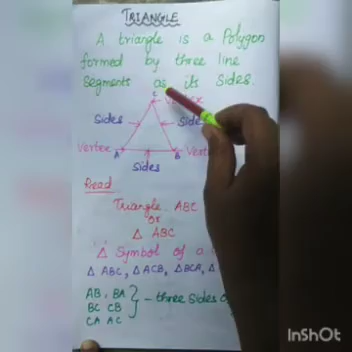 TRIANGLE
A triangle is a Polygon
formed by three line
Segments as its Sides.
C
Vertex
Sides
Sides
Vertex
A
B
Sides
Read
Triangle ABC
or
Δ ABC
"Δ" Symbol of a
Δ ABC, Δ ACB, Δ BCA, Δ
AB, BA
BC CB
CA AC
- three Sides
InShOt